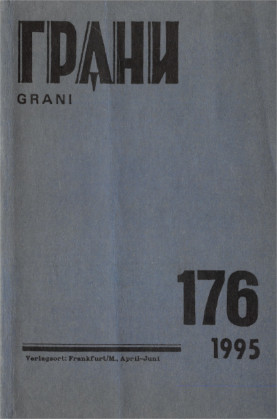 ГРАНИ
GRANI
176
1995
Verlagsort: Frankfurt/M., April-Juni